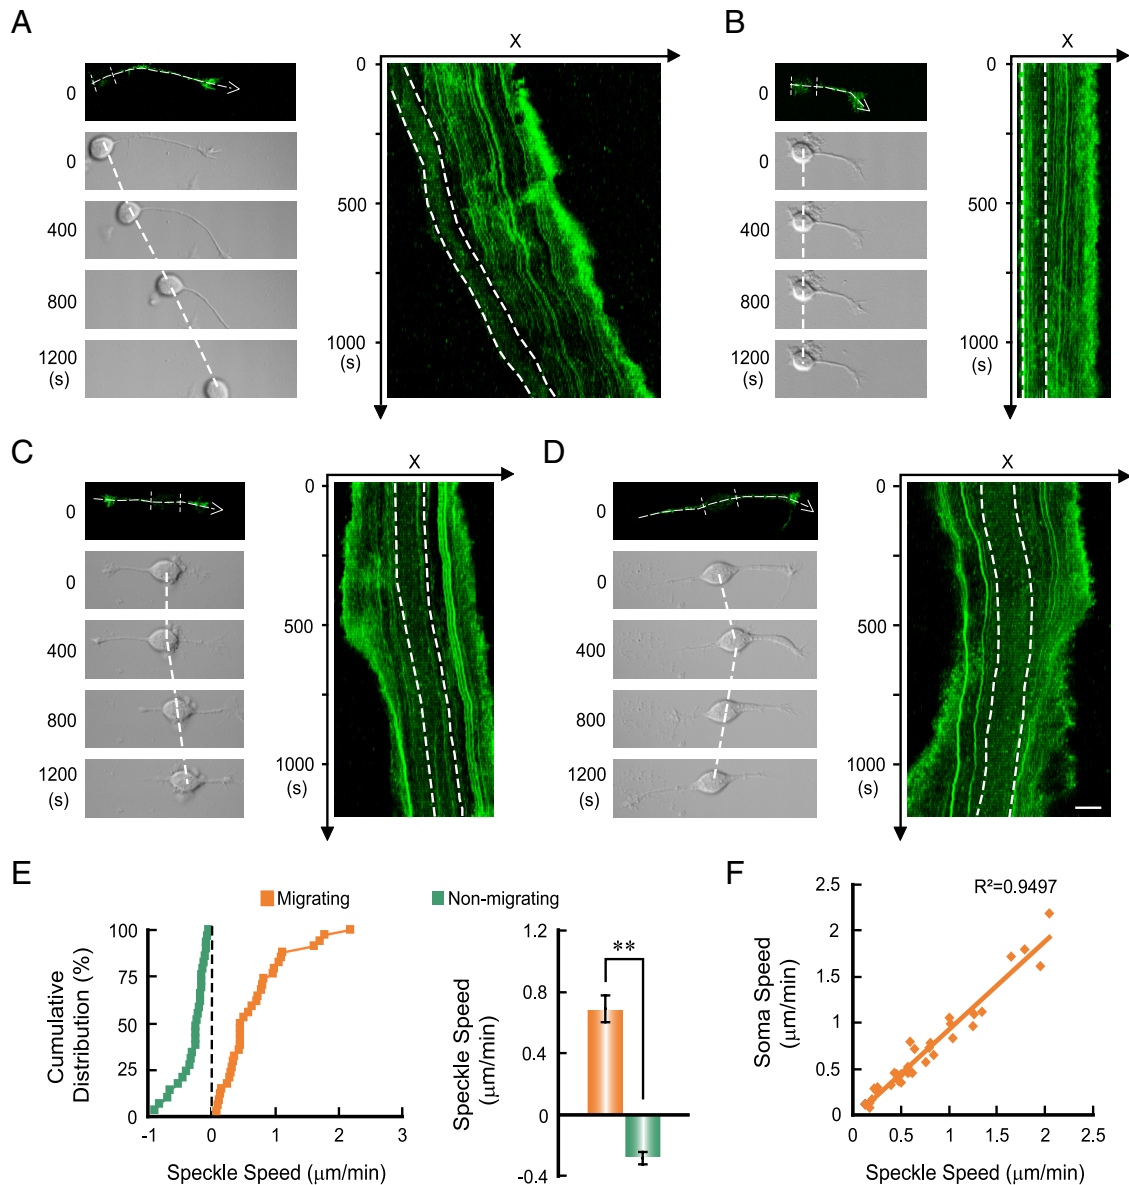 A
X
0
0
400
800
1200
(s)
0
500
1000
(s)
B
X
0
0
400
800
1200
(s)
0
500
1000
(s)
C
X
0
0
400
800
1200
(s)
0
500
1000
(s)
D
X
0
0
400
800
1200
(s)
0
500
1000
(s)
E
Migrating
Non-migrating
Cumulative
Distribution (%)
100
75
50
25
0
-1
0
1
2
3
Speckle Speed (μm/min)
Speckle Speed
(μm/min)
1.2
0.8
0.4
0
-0.4
**
F
R²=0.9497
Soma Speed
(μm/min)
2.5
2
1.5
1
0.5
0
0
0.5
1
1.5
2
2.5
Speckle Speed (μm/min)